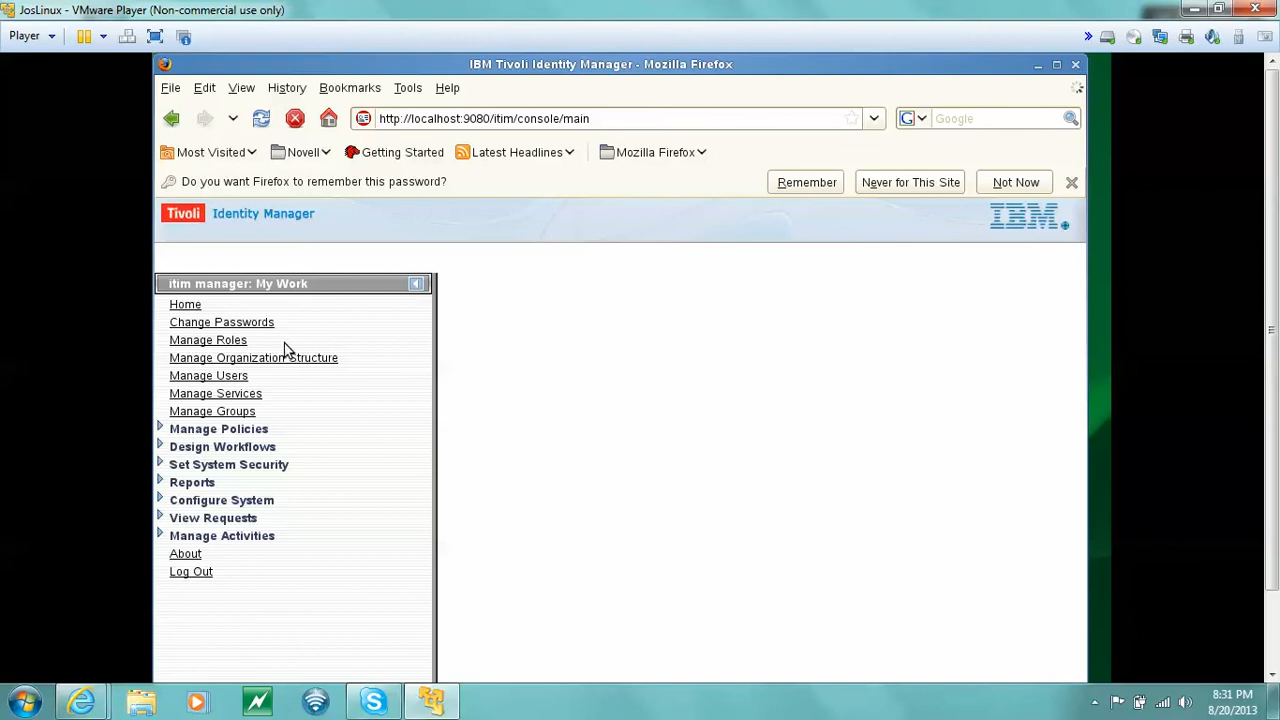 JosLinux - VMware Player (Non-commercial use only)
Player
IBM Tivoli Identity Manager - Mozilla Firefox
File Edit View History Bookmarks Tools Help
http://localhost:9080/itim/console/main
G Google
Most Visited Novell Getting Started Latest Headlines Mozilla Firefox
Do you want Firefox to remember this password? Remember Never for This Site Not Now
Tivoli Identity Manager IBM
itim manager: My Work
Home
Change Passwords
Manage Roles
Manage Organization Structure
Manage Users
Manage Services
Manage Groups
Manage Policies
Design Workflows
Set System Security
Reports
Configure System
View Requests
Manage Activities
About
Log Out
8:31 PM
8/20/2013